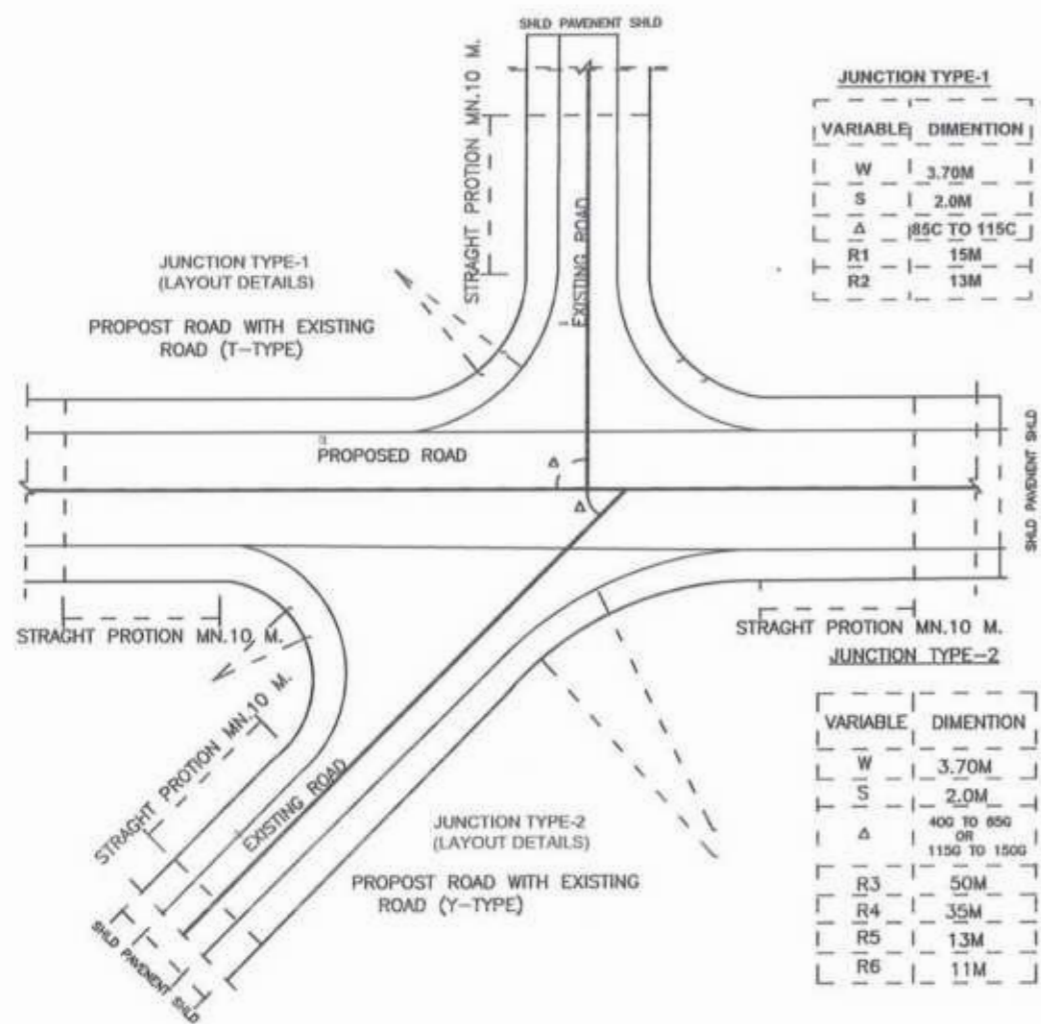 SHLD PAVENENT SHLD
STRAGHT PROTION MN.10 M.
EXISTING ROAD
JUNCTION TYPE-1
(LAYOUT DETAILS)
PROPOST ROAD WITH EXISTING
ROAD (T-TYPE)
JUNCTION TYPE-1
VARIABLE DIMENTION
W 3.70M
S 2.0M
Δ 85C TO 115C
R1 15M
R2 13M
PROPOSED ROAD
Δ
Δ
SHLD PAVENENT SHLD
STRAGHT PROTION MN.10 M.
STRAGHT PROTION MN.10 M.
STRAGHT PROTION MN.10 M.
EXISTING ROAD
SHLD PAVENENT SHLD
JUNCTION TYPE-2
(LAYOUT DETAILS)
PROPOST ROAD WITH EXISTING
ROAD (Y-TYPE)
JUNCTION TYPE-2
VARIABLE DIMENTION
W 3.70M
S 2.0M
Δ 40G TO 85G
OR
115G TO 150G
R3 50M
R4 35M
R5 13M
R6 11M